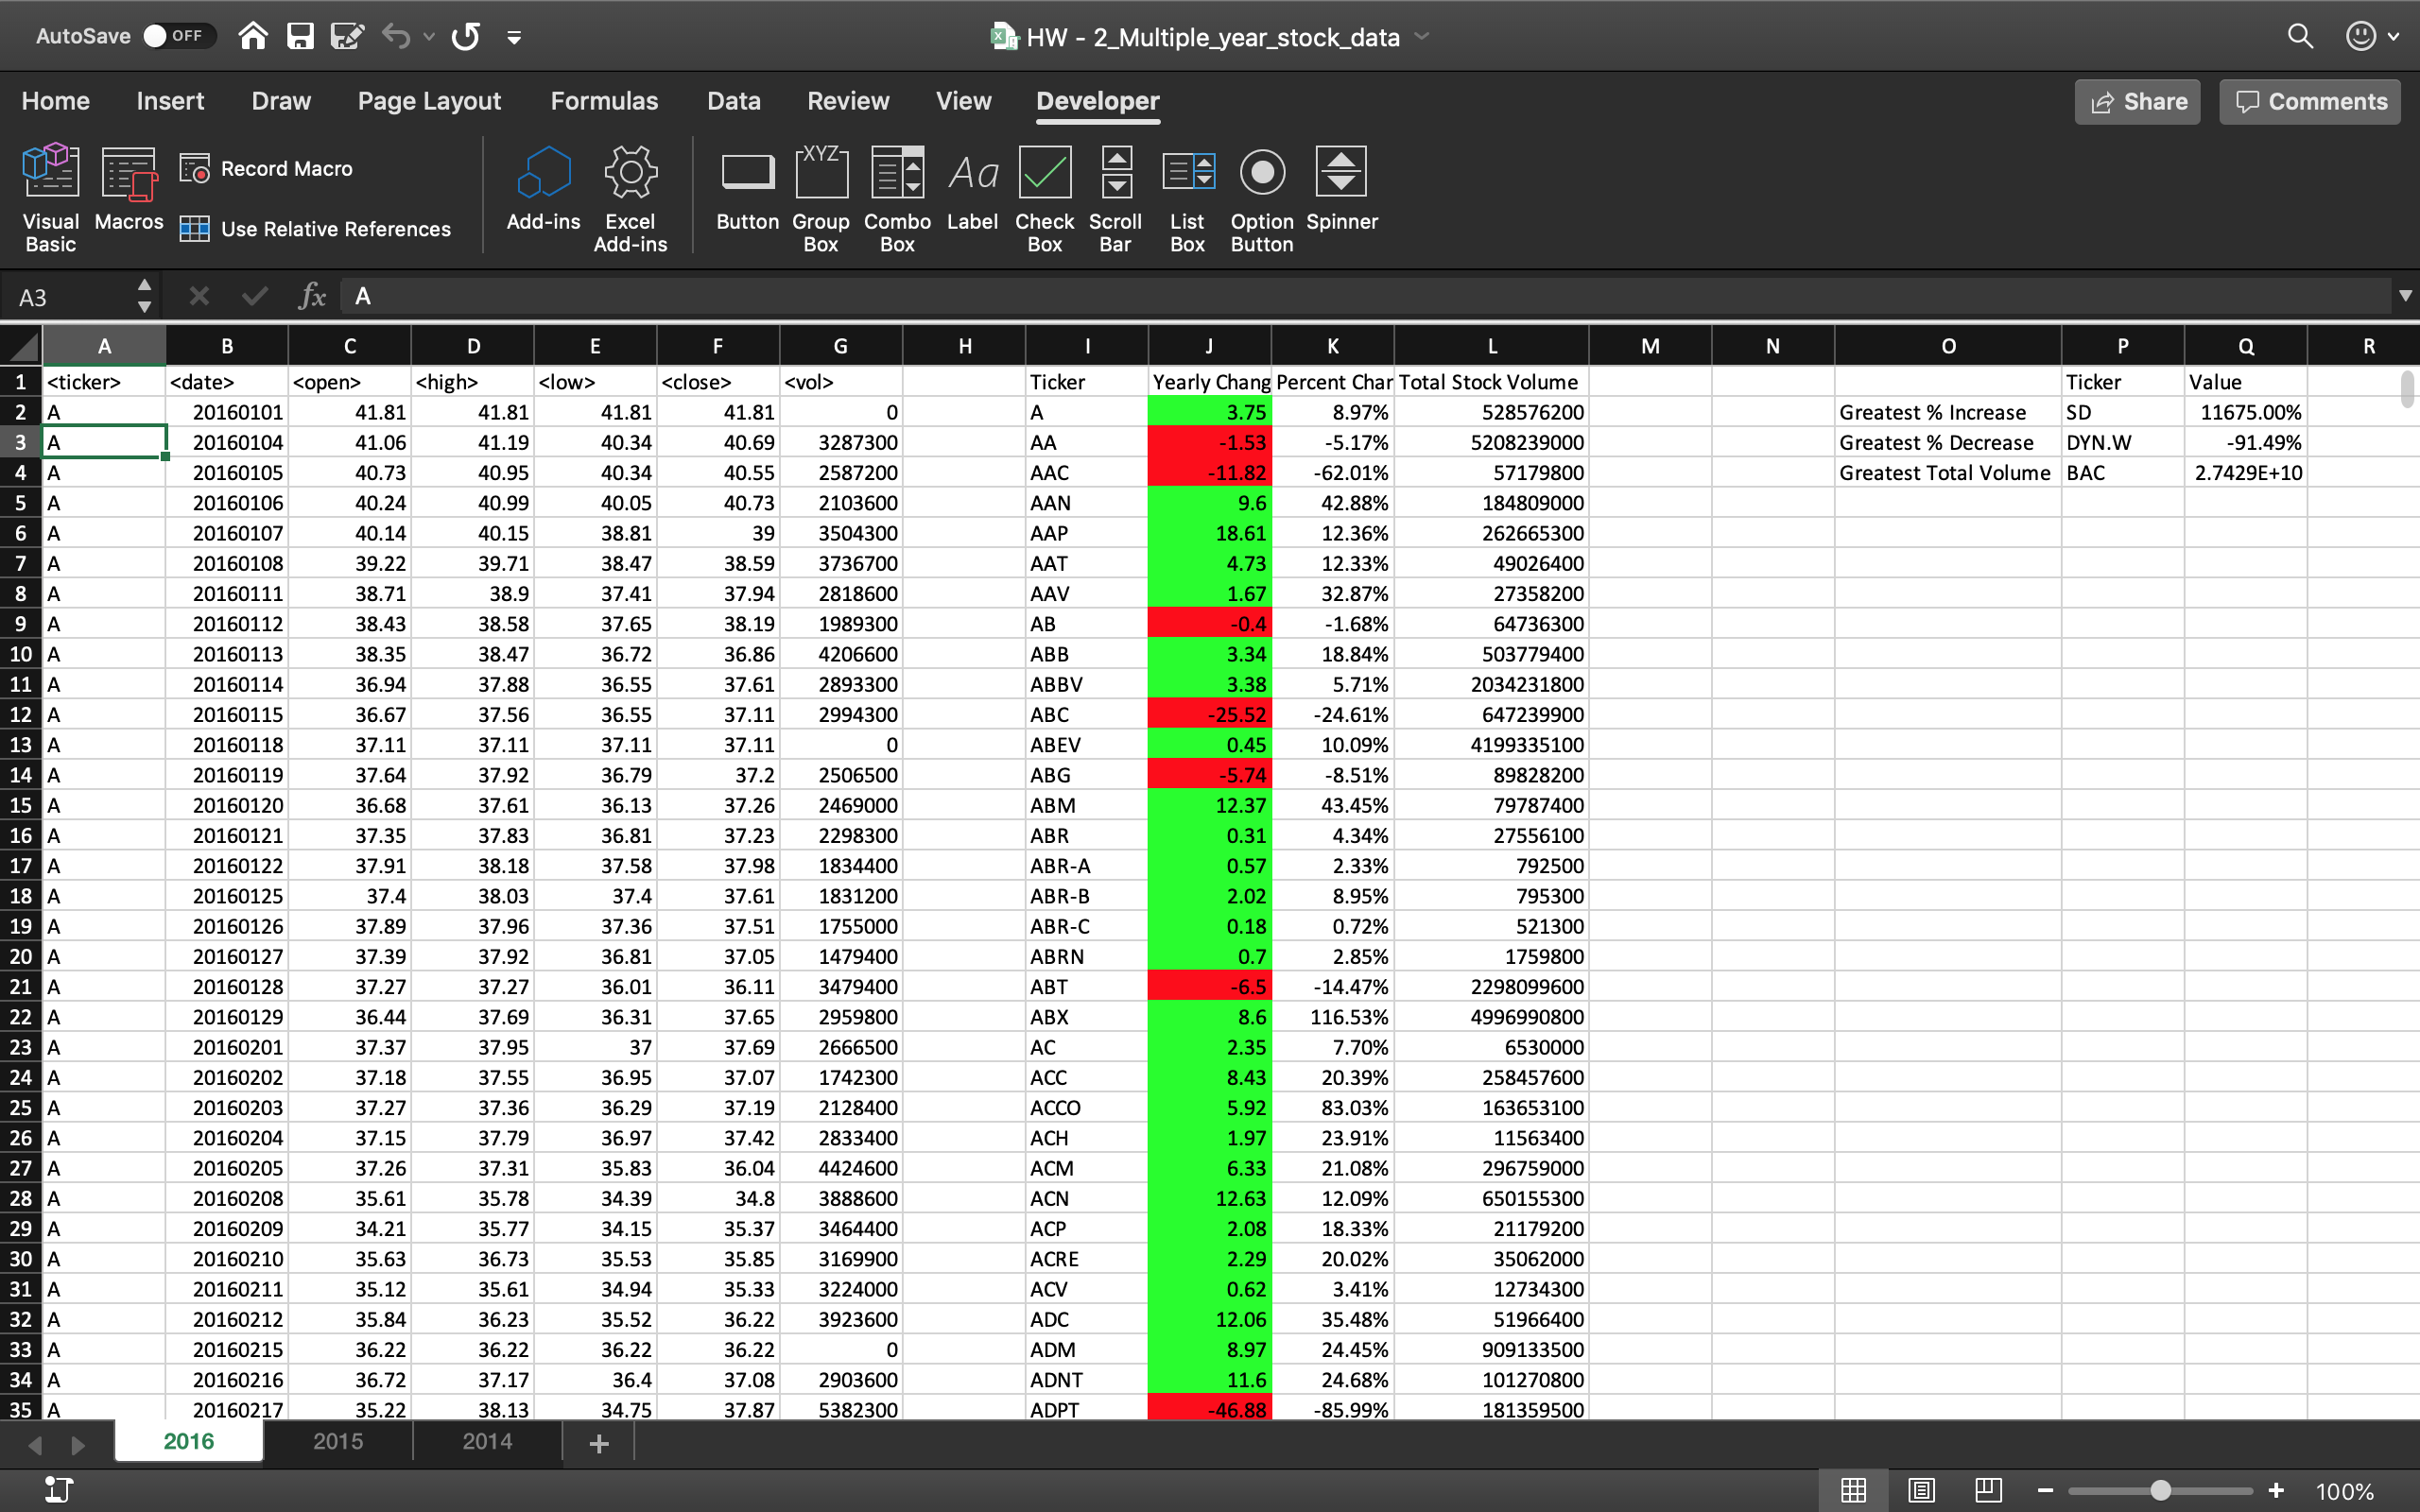 AutoSave OFF HW - 2_Multiple_year_stock_data
Home Insert Draw Page Layout Formulas Data Review View Developer Share Comments
Visual Basic Macros Record Macro Use Relative References Add-ins Excel Add-ins Button Group Box Combo Box Label Check Box Scroll Bar List Box Option Button Spinner
A3 fx A
A B C D E F G H I J K L M N O P Q R
1 <ticker> <date> <open> <high> <low> <close> <vol> Ticker Yearly Chang Percent Char Total Stock Volume Ticker Value
2 A 20160101 41.81 41.81 41.81 41.81 0 A 3.75 8.97% 528576200 Greatest % Increase SD 11675.00%
3 A 20160104 41.06 41.19 40.34 40.69 3287300 AA -1.53 -5.17% 5208239000 Greatest % Decrease DYN.W -91.49%
4 A 20160105 40.73 40.95 40.34 40.55 2587200 AAC -11.82 -62.01% 57179800 Greatest Total Volume BAC 2.7429E+10
5 A 20160106 40.24 40.99 40.05 40.73 2103600 AAN 9.6 42.88% 184809000
6 A 20160107 40.14 40.15 38.81 39 3504300 AAP 18.61 12.36% 262665300
7 A 20160108 39.22 39.71 38.47 38.59 3736700 AAT 4.73 12.33% 49026400
8 A 20160111 38.71 38.9 37.41 37.94 2818600 AAV 1.67 32.87% 27358200
9 A 20160112 38.43 38.58 37.65 38.19 1989300 AB -0.4 -1.68% 64736300
10 A 20160113 38.35 38.47 36.72 36.86 4206600 ABB 3.34 18.84% 503779400
11 A 20160114 36.94 37.88 36.55 37.61 2893300 ABBV 3.38 5.71% 2034231800
12 A 20160115 36.67 37.56 36.55 37.11 2994300 ABC -25.52 -24.61% 647239900
13 A 20160118 37.11 37.11 37.11 37.11 0 ABEV 0.45 10.09% 4199335100
14 A 20160119 37.64 37.92 36.79 37.2 2506500 ABG -5.74 -8.51% 89828200
15 A 20160120 36.68 37.61 36.13 37.26 2469000 ABM 12.37 43.45% 79787400
16 A 20160121 37.35 37.83 36.81 37.23 2298300 ABR 0.31 4.34% 27556100
17 A 20160122 37.91 38.18 37.58 37.98 1834400 ABR-A 0.57 2.33% 792500
18 A 20160125 37.4 38.03 37.4 37.61 1831200 ABR-B 2.02 8.95% 795300
19 A 20160126 37.89 37.96 37.36 37.51 1755000 ABR-C 0.18 0.72% 521300
20 A 20160127 37.39 37.92 36.81 37.05 1479400 ABRN 0.7 2.85% 1759800
21 A 20160128 37.27 37.27 36.01 36.11 3479400 ABT -6.5 -14.47% 2298099600
22 A 20160129 36.44 37.69 36.31 37.65 2959800 ABX 8.6 116.53% 4996990800
23 A 20160201 37.37 37.95 37 37.69 2666500 AC 2.35 7.70% 6530000
24 A 20160202 37.18 37.55 36.95 37.07 1742300 ACC 8.43 20.39% 258457600
25 A 20160203 37.27 37.36 36.29 37.19 2128400 ACCO 5.92 83.03% 163653100
26 A 20160204 37.15 37.79 36.97 37.42 2833400 ACH 1.97 23.91% 11563400
27 A 20160205 37.26 37.31 35.83 36.04 4424600 ACM 6.33 21.08% 296759000
28 A 20160208 35.61 35.78 34.39 34.8 3888600 ACN 12.63 12.09% 650155300
29 A 20160209 34.21 35.77 34.15 35.37 3464400 ACP 2.08 18.33% 21179200
30 A 20160210 35.63 36.73 35.53 35.85 3169900 ACRE 2.29 20.02% 35062000
31 A 20160211 35.12 35.61 34.94 35.33 3224000 ACV 0.62 3.41% 12734300
32 A 20160212 35.84 36.23 35.52 36.22 3923600 ADC 12.06 35.48% 51966400
33 A 20160215 36.22 36.22 36.22 36.22 0 ADM 8.97 24.45% 909133500
34 A 20160216 36.72 37.17 36.4 37.08 2903600 ADNT 11.6 24.68% 101270800
35 A 20160217 35.22 38.13 34.75 37.87 5382300 ADPT -46.88 -85.99% 181359500
2016 2015 2014 +
100%